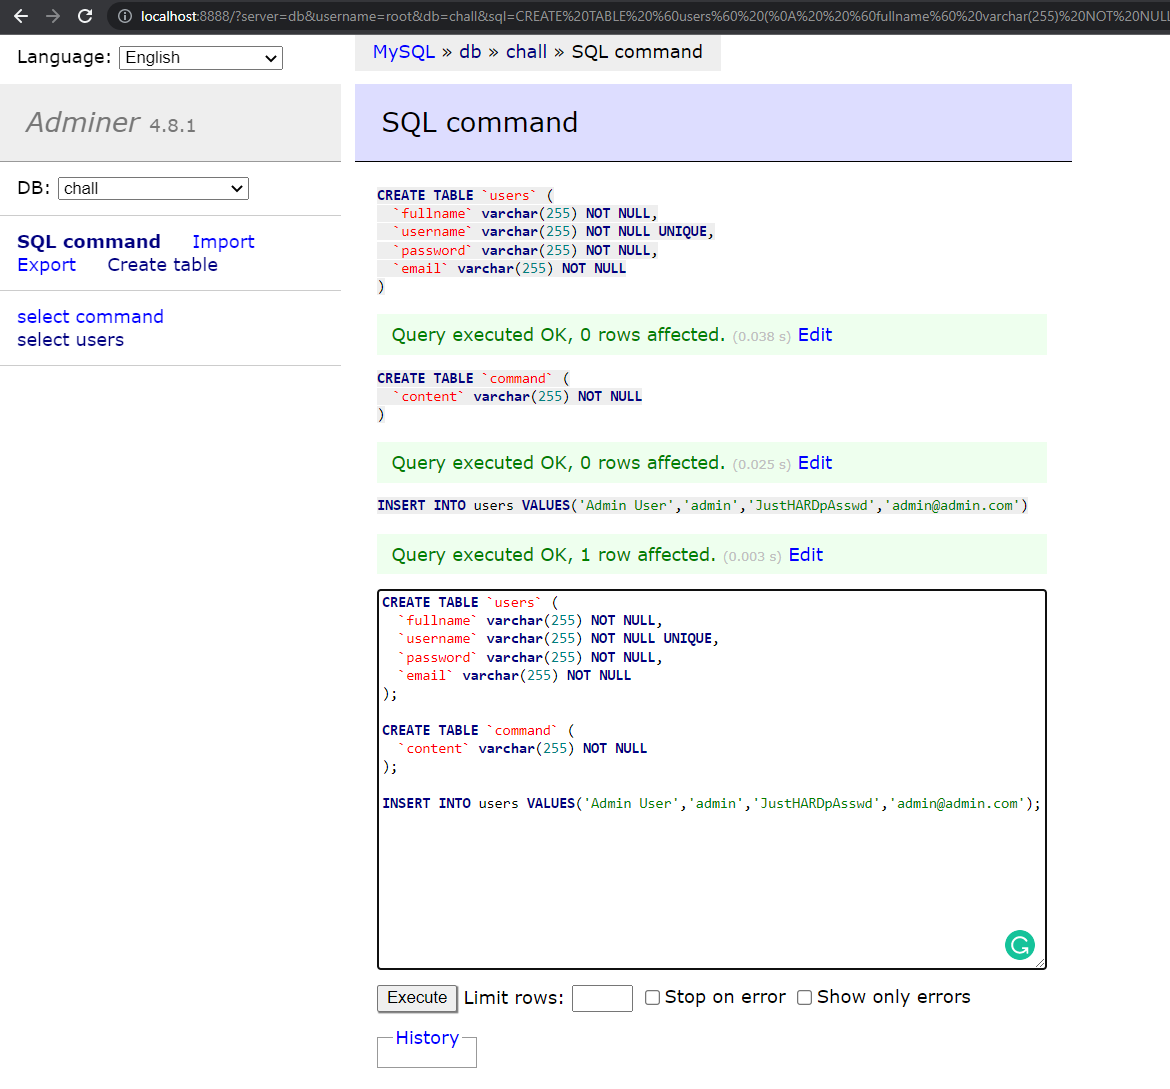 localhost:8888/?server=db&username=root&db=chall&sql=CREATE%20TABLE%20%60users%60%20(%0A%20%20%60fullname%60%20varchar(255)%20NOT%20NULL
Language: English
MySQL » db » chall » SQL command
Adminer 4.8.1
SQL command
DB: chall
SQL command Import
Export Create table
select command
select users
CREATE TABLE `users` (
  `fullname` varchar(255) NOT NULL,
  `username` varchar(255) NOT NULL UNIQUE,
  `password` varchar(255) NOT NULL,
  `email` varchar(255) NOT NULL
)
Query executed OK, 0 rows affected. (0.038 s) Edit
CREATE TABLE `command` (
  `content` varchar(255) NOT NULL
)
Query executed OK, 0 rows affected. (0.025 s) Edit
INSERT INTO users VALUES('Admin User','admin','JustHARDpAsswd','admin@admin.com')
Query executed OK, 1 row affected. (0.003 s) Edit
CREATE TABLE `users` (
  `fullname` varchar(255) NOT NULL,
  `username` varchar(255) NOT NULL UNIQUE,
  `password` varchar(255) NOT NULL,
  `email` varchar(255) NOT NULL
);
CREATE TABLE `command` (
  `content` varchar(255) NOT NULL
);
INSERT INTO users VALUES('Admin User','admin','JustHARDpAsswd','admin@admin.com');
Execute Limit rows: Stop on error Show only errors
History